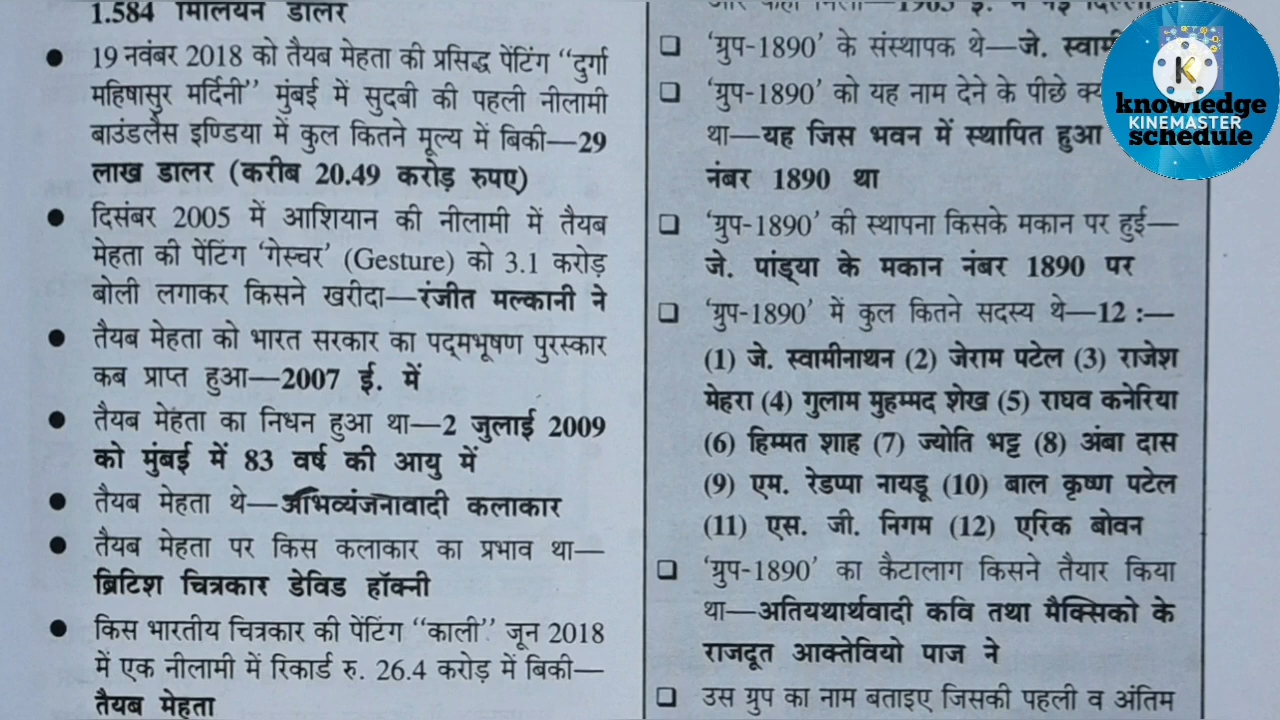 1.584 मिलियन डालर
● 19 नवंबर 2018 को तैयब मेहता की प्रसिद्ध पेंटिंग “दुर्गा
महिषासुर मर्दिनी” मुंबई में सुदबी की पहली नीलामी
बाउंडलैस इण्डिया में कुल कितने मूल्य में बिकी—29
लाख डालर (करीब 20.49 करोड़ रुपए)
● दिसंबर 2005 में आशियान की नीलामी में तैयब
मेहता की पेंटिंग ‘गेस्चर’ (Gesture) को 3.1 करोड़
बोली लगाकर किसने खरीदा—रंजीत मल्कानी ने
● तैयब मेहता को भारत सरकार का पद्मभूषण पुरस्कार
कब प्राप्त हुआ—2007 ई. में
● तैयब मेहता का निधन हुआ था—2 जुलाई 2009
को मुंबई में 83 वर्ष की आयु में
● तैयब मेहता थे—अभिव्यंजनावादी कलाकार
● तैयब मेहता पर किस कलाकार का प्रभाव था—
ब्रिटिश चित्रकार डेविड हॉक्नी
● किस भारतीय चित्रकार की पेंटिंग “काली” जून 2018
में एक नीलामी में रिकार्ड रु. 26.4 करोड़ में बिकी—
तैयब मेहता
❑ ‘ग्रुप-1890’ के संस्थापक थे—जे.
❑ ‘ग्रुप-1890’ को यह नाम देने के पीछे
था—यह जिस भवन में स्थापित हुआ
नंबर 1890 था
❑ ‘ग्रुप-1890’ की स्थापना किसके मकान पर हुई—
जे. पांड्या के मकान नंबर 1890 पर
❑ ‘ग्रुप-1890’ में कुल कितने सदस्य थे—12 :—
(1) जे. स्वामीनाथन (2) जेराम पटेल (3) राजेश
मेहरा (4) गुलाम मुहम्मद शेख (5) राघव कनेरिया
(6) हिम्मत शाह (7) ज्योति भट्ट (8) अंबा दास
(9) एम. रेडप्पा नायडू (10) बाल कृष्ण पटेल
(11) एस. जी. निगम (12) एरिक बोवन
❑ ‘ग्रुप-1890’ का कैटालाग किसने तैयार किया
था—अतियथार्थवादी कवि तथा मैक्सिको के
राजदूत आक्तेवियो पाज ने
❑ उस ग्रुप का नाम बताइए जिसकी पहली व अंतिम
K
knowledge
KINEMASTER
schedule